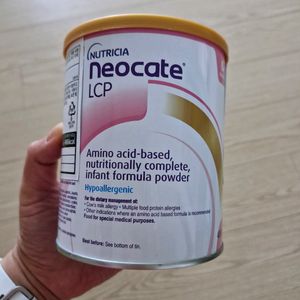 NUTRICIA
neocate®
LCP
Amino acid-based,
nutritionally complete,
infant formula powder
Hypoallergenic
For the dietary management of:
• Cow's milk allergy • Multiple food protein allergies
• Other indications where an amino acid based formula is recommended
Food for special medical purposes.
Best before: See bottom of tin.